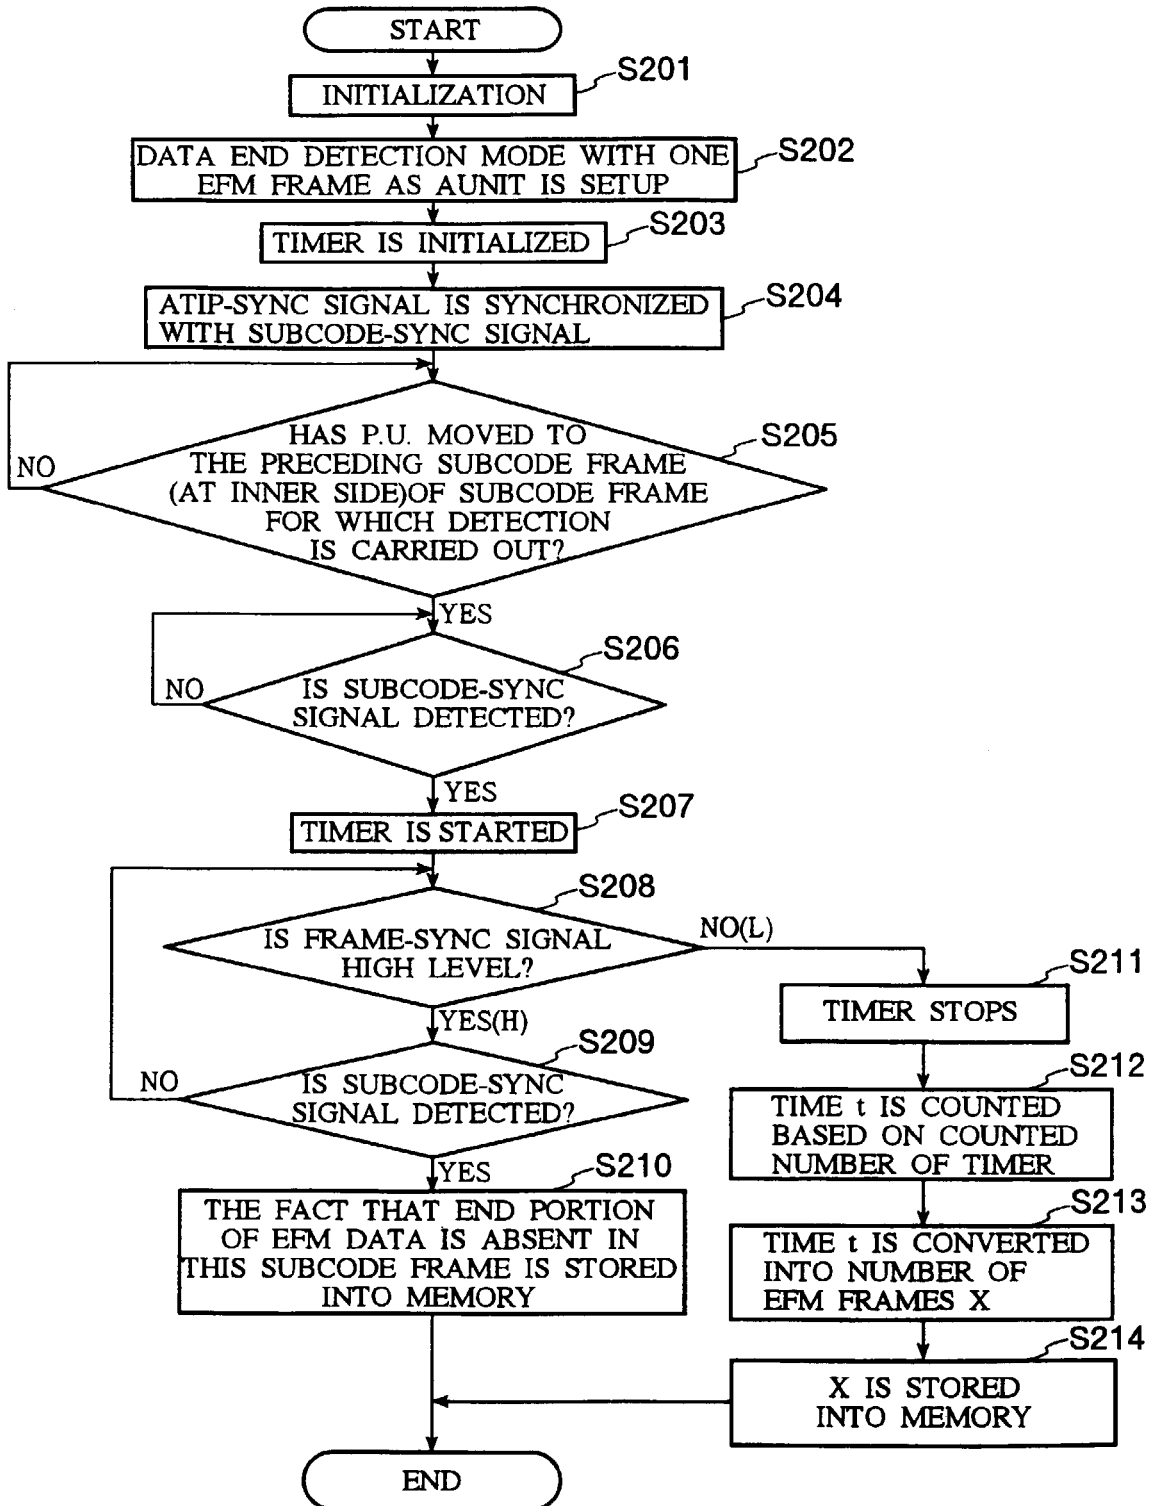 START
INITIALIZATION
S201
DATA END DETECTION MODE WITH ONE
EFM FRAME AS AUNIT IS SETUP
S202
TIMER IS INITIALIZED
S203
ATIP-SYNC SIGNAL IS SYNCHRONIZED
WITH SUBCODE-SYNC SIGNAL
S204
HAS P.U. MOVED TO
THE PRECEDING SUBCODE FRAME
(AT INNER SIDE)OF SUBCODE FRAME
FOR WHICH DETECTION
IS CARRIED OUT?
S205
NO
YES
IS SUBCODE-SYNC
SIGNAL DETECTED?
S206
NO
YES
TIMER IS STARTED
S207
IS FRAME-SYNC SIGNAL
HIGH LEVEL?
S208
NO(L)
YES(H)
IS SUBCODE-SYNC
SIGNAL DETECTED?
S209
NO
YES
THE FACT THAT END PORTION
OF EFM DATA IS ABSENT IN
THIS SUBCODE FRAME IS STORED
INTO MEMORY
S210
TIMER STOPS
S211
TIME t IS COUNTED
BASED ON COUNTED
NUMBER OF TIMER
S212
TIME t IS CONVERTED
INTO NUMBER OF
EFM FRAMES X
S213
X IS STORED
INTO MEMORY
S214
END